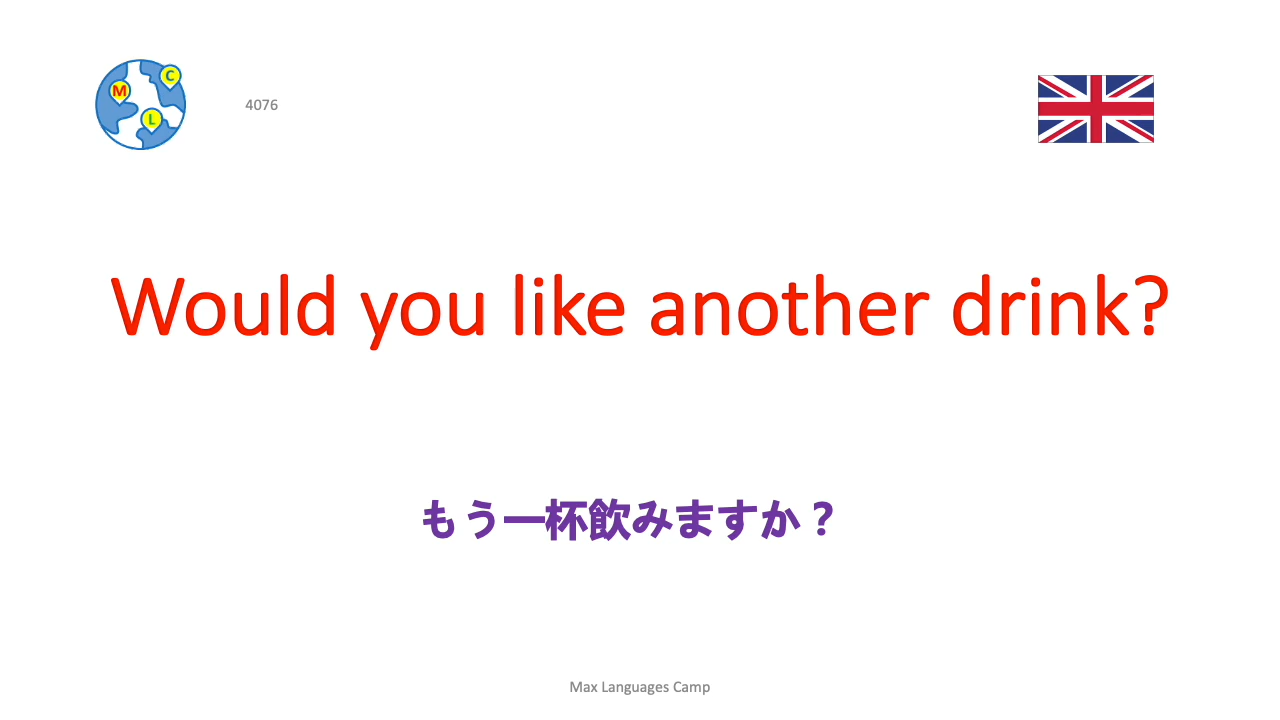 M
C
L
4076
Would you like another drink?
もう一杯飲みますか？
Max Languages Camp